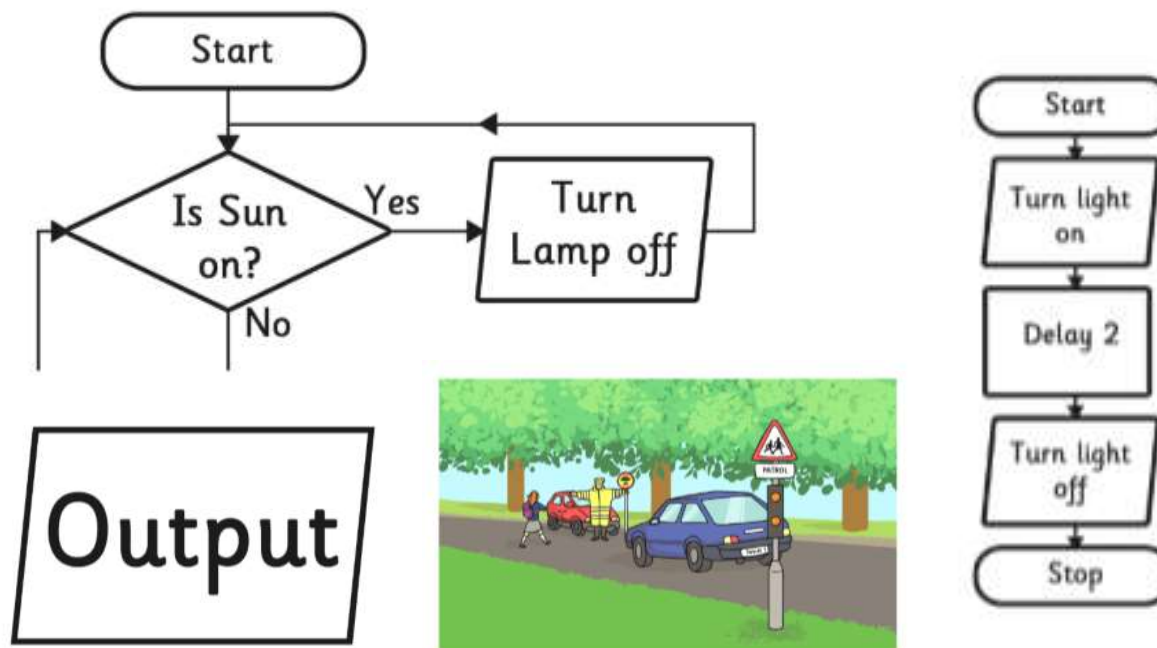 Start
Is Sun
on?
Yes
No
Turn
Lamp off
Output
PATROL
Start
Turn light
on
Delay 2
Turn light
off
Stop